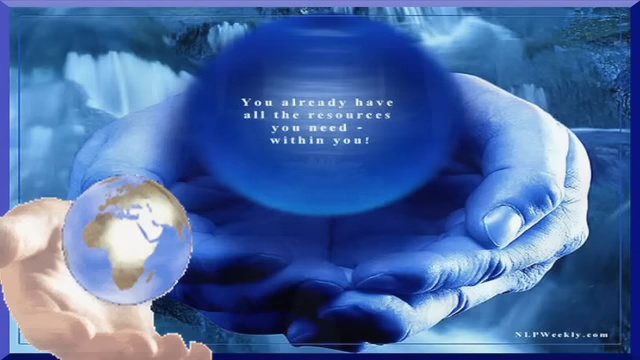 You already have
all the resources
you need -
within you!
NLPWeekly.com